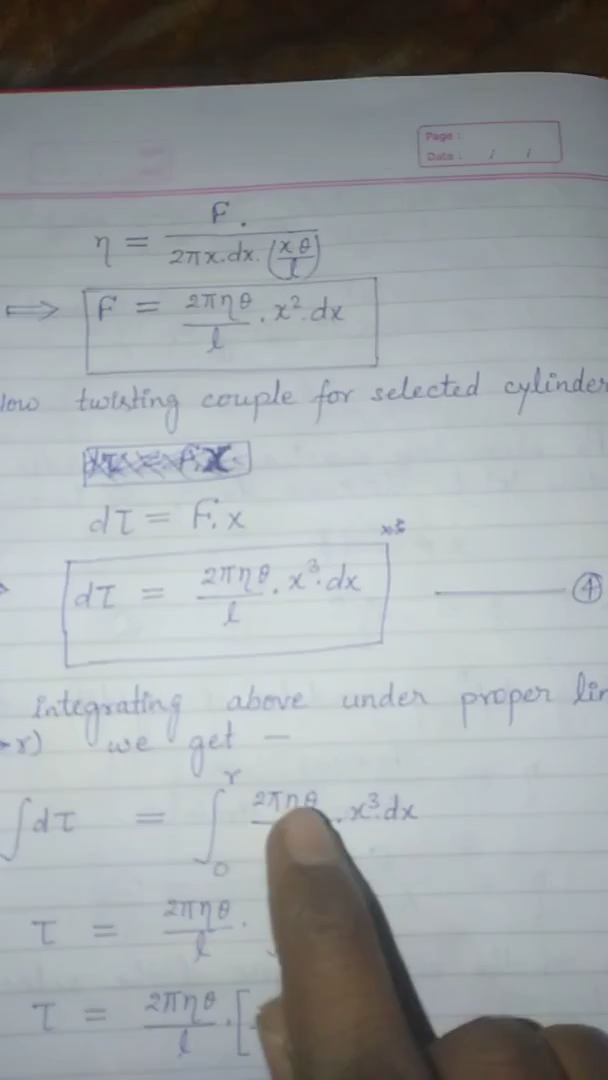 Page :
Date : / /
η = F. / 2πx.dx. (xθ/l)
⟹ F = 2πηθ/l . x². dx
low twisting couple for selected cylinder
dτ = F. x
dτ = 2πηθ/l . x³. dx ④
integrating above under proper
r) we get —
∫dτ = ∫₀ʳ 2πηθ . x³. dx
τ = 2πηθ/l .
τ = 2πηθ/l . [